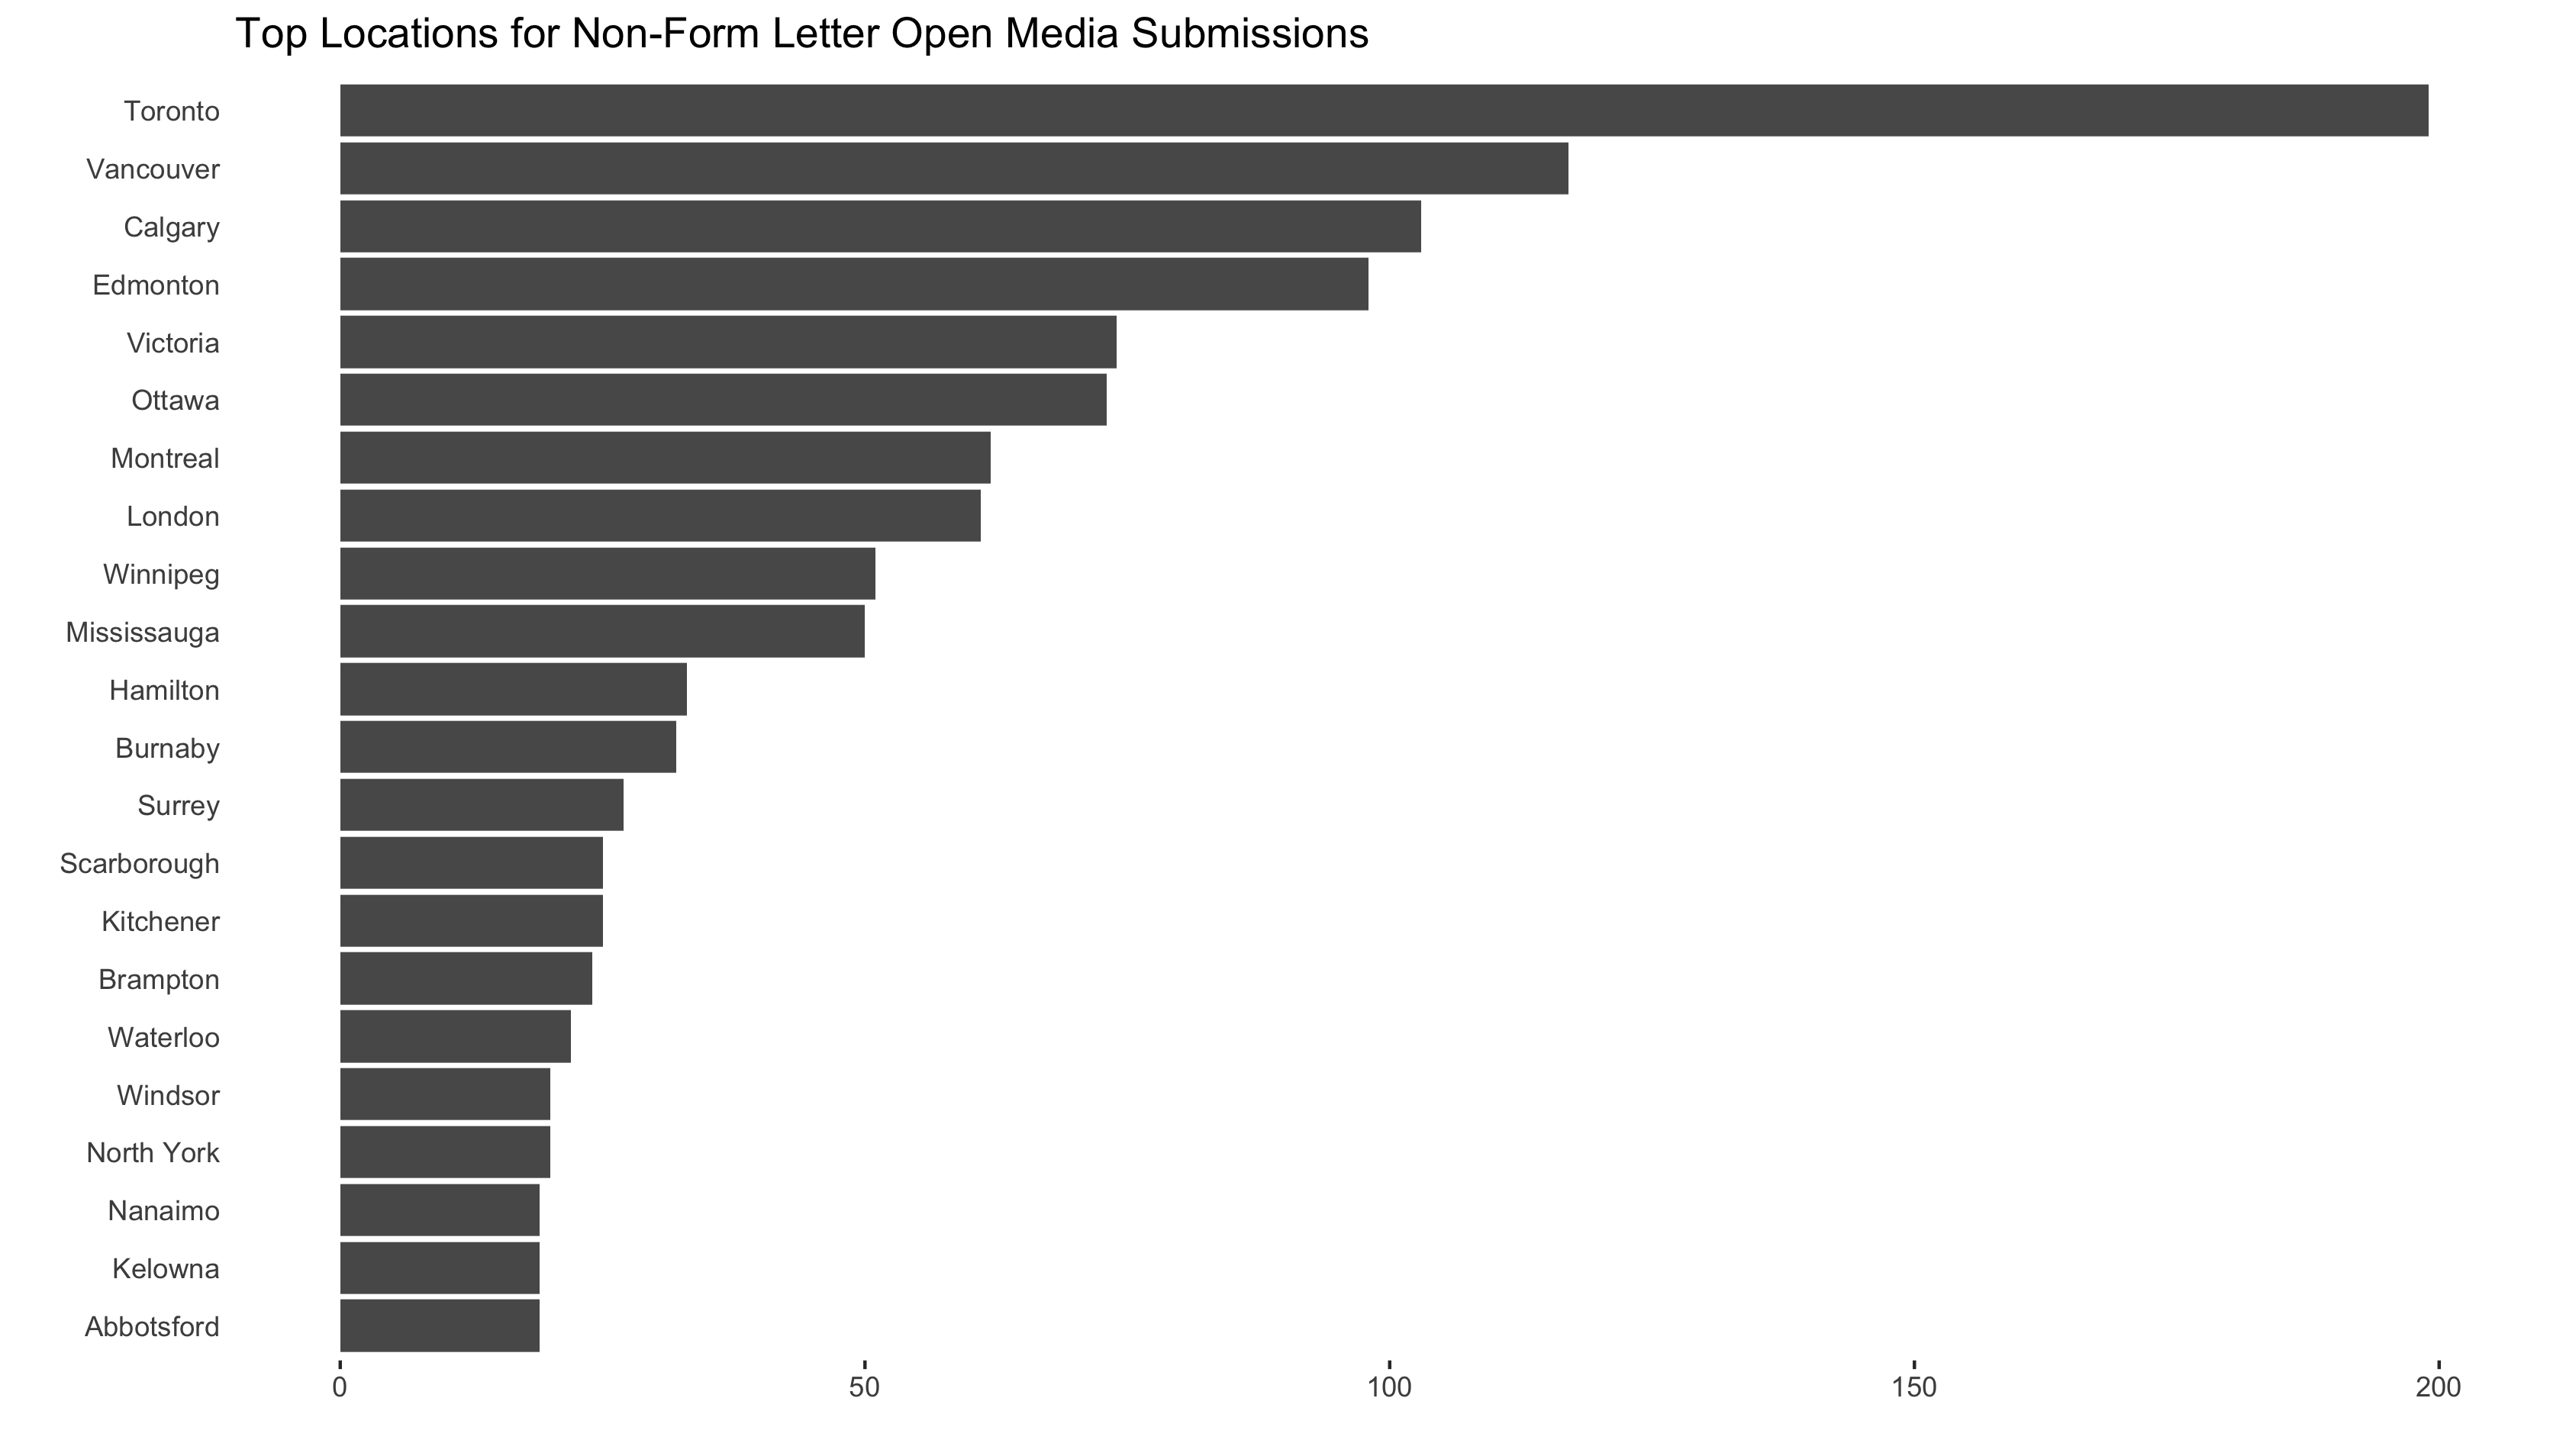 Top Locations for Non-Form Letter Open Media Submissions
Toronto
Vancouver
Calgary
Edmonton
Victoria
Ottawa
Montreal
London
Winnipeg
Mississauga
Hamilton
Burnaby
Surrey
Scarborough
Kitchener
Brampton
Waterloo
Windsor
North York
Nanaimo
Kelowna
Abbotsford
0 50 100 150 200